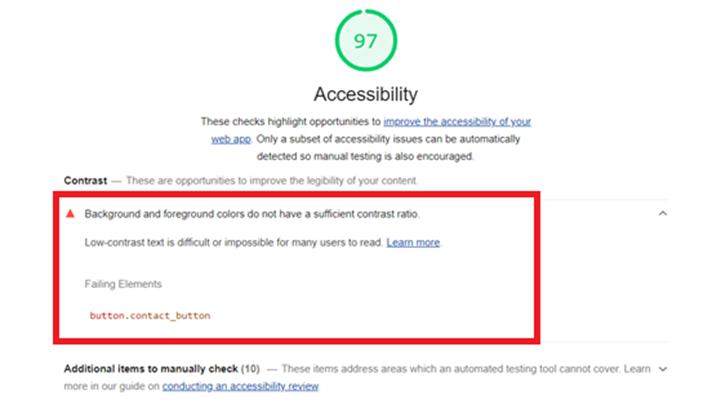 97
Accessibility
These checks highlight opportunities to improve the accessibility of your
web app. Only a subset of accessibility issues can be automatically
detected so manual testing is also encouraged.
Contrast — These are opportunities to improve the legibility of your content.
Background and foreground colors do not have a sufficient contrast ratio.
Low-contrast text is difficult or impossible for many users to read. Learn more.
Failing Elements
button.contact_button
Additional items to manually check (10) — These items address areas which an automated testing tool cannot cover. Learn
more in our guide on conducting an accessibility review.